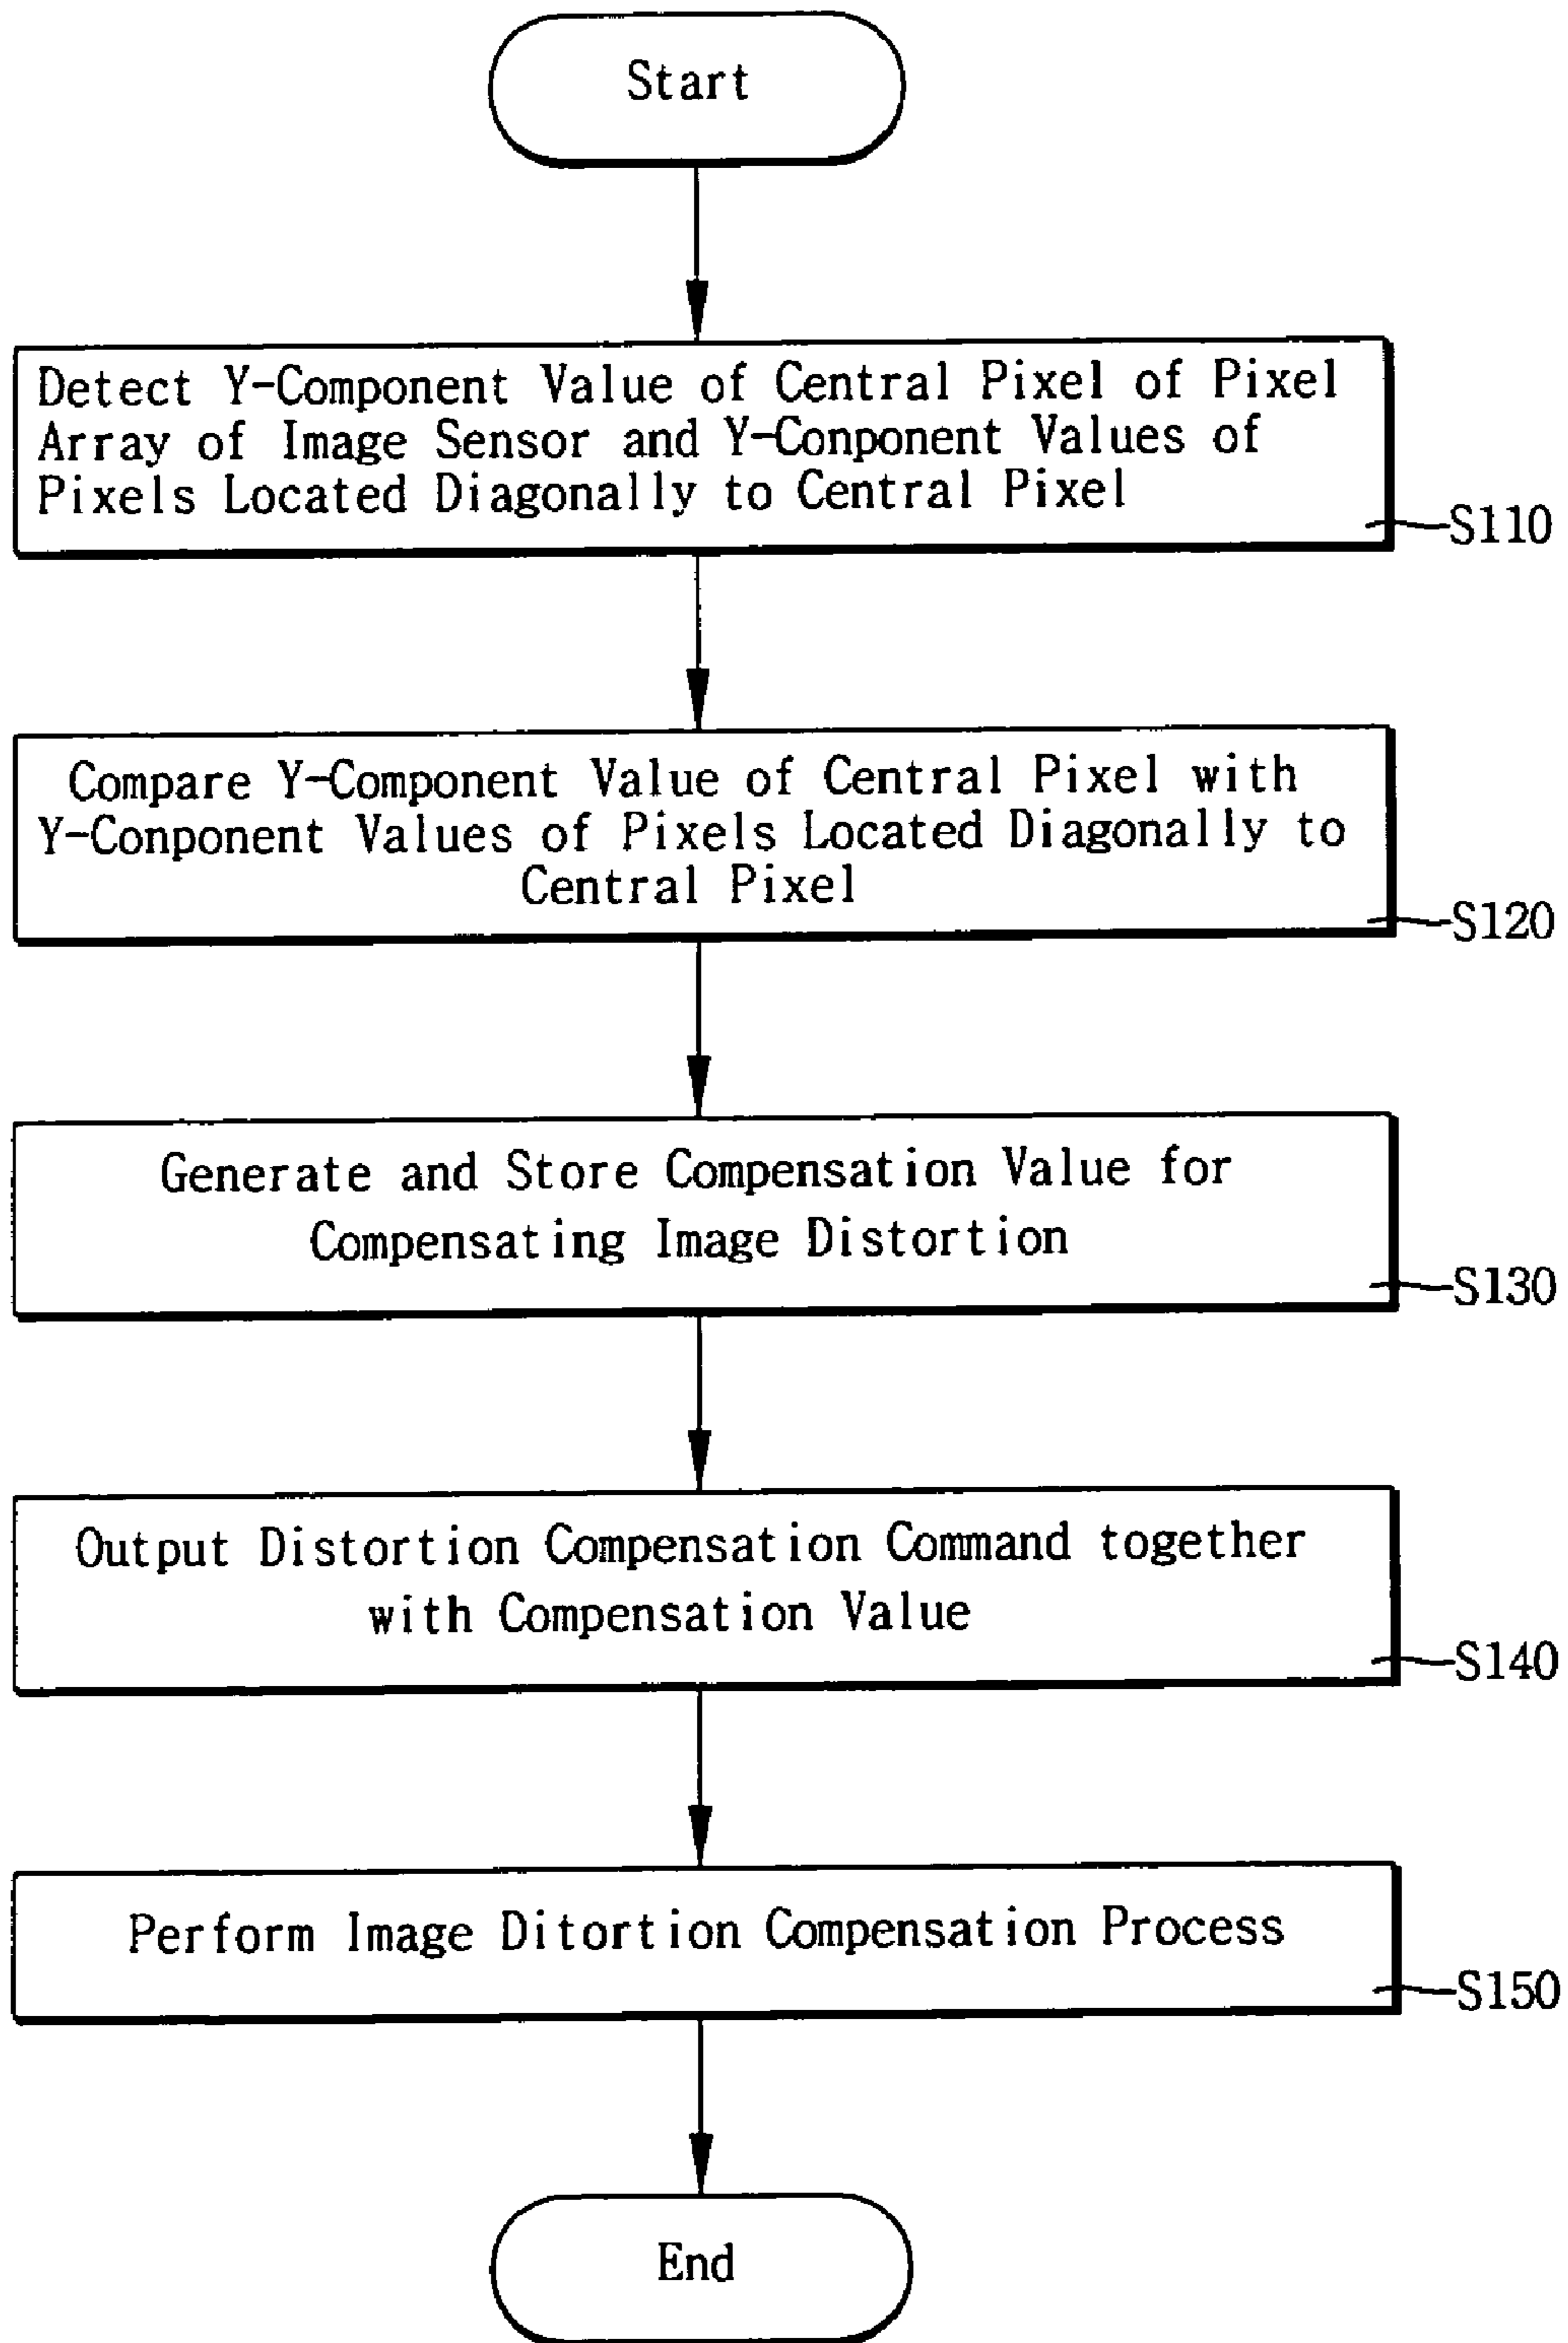 Start
Detect Y-Component Value of Central Pixel of Pixel
Array of Image Sensor and Y-Conponent Values of
Pixels Located Diagonally to Central Pixel
S110
Compare Y-Component Value of Central Pixel with
Y-Conponent Values of Pixels Located Diagonally to
Central Pixel
S120
Generate and Store Compensation Value for
Compensating Image Distortion
S130
Output Distortion Compensation Command together
with Compensation Value
S140
Perform Image Ditortion Compensation Process
S150
End